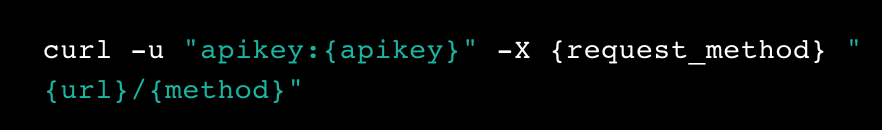 curl -u "apikey:{apikey}" -X {request_method} "
{url}/{method}"